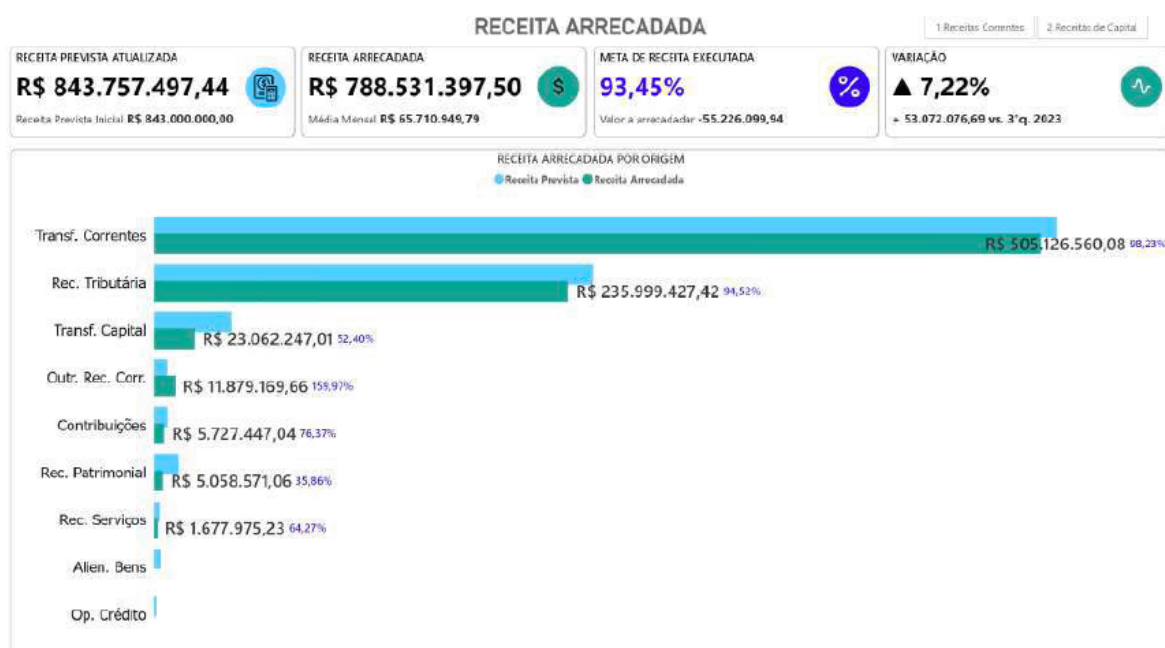 RECEITA ARRECADADA
1 Receitas Correntes
2 Receitas de Capital
RECEITA PREVISTA ATUALIZADA
R$ 843.757.497,44
Receita Prevista Inicial R$ 843.000.000,00
RECEITA ARRECADADA
R$ 788.531.397,50
Média Mensal R$ 65.710.949,79
$
META DE RECEITA EXECUTADA
93,45%
Valor a arrecadadar -55.226.099,94
%
VARIAÇÃO
▲ 7,22%
+ 53.072.076,69 vs. 3°q. 2023
RECEITA ARRECADADA POR ORIGEM
Receita Prevista Receita Arrecadada
Transf. Correntes R$ 505.126.560,08 98,23%
Rec. Tributária R$ 235.999.427,42 94,52%
Transf. Capital R$ 23.062.247,01 52,40%
Outr. Rec. Corr. R$ 11.879.169,66 159,97%
Contribuições R$ 5.727.447,04 76,37%
Rec. Patrimonial R$ 5.058.571,06 35,86%
Rec. Serviços R$ 1.677.975,23 64,27%
Alien. Bens
Op. Crédito